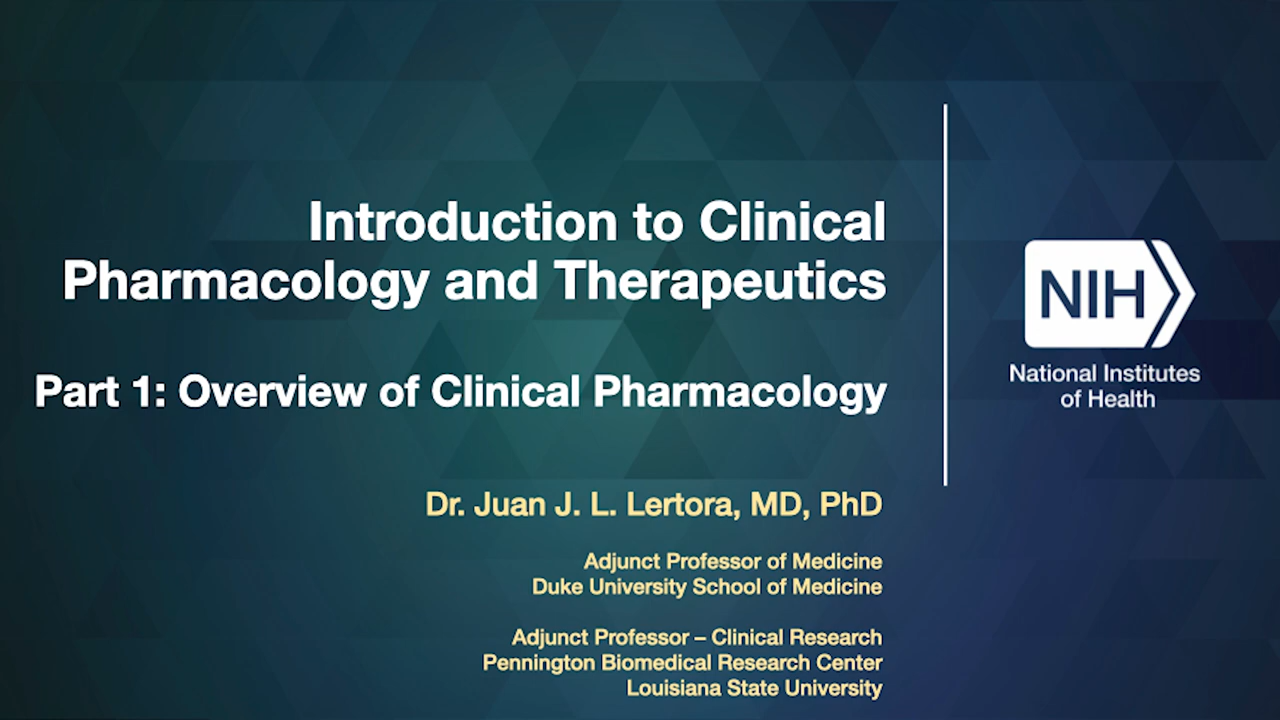 Introduction to Clinical
Pharmacology and Therapeutics
Part 1: Overview of Clinical Pharmacology
Dr. Juan J. L. Lertora, MD, PhD
Adjunct Professor of Medicine
Duke University School of Medicine
Adjunct Professor – Clinical Research
Pennington Biomedical Research Center
Louisiana State University
NIH
National Institutes
of Health